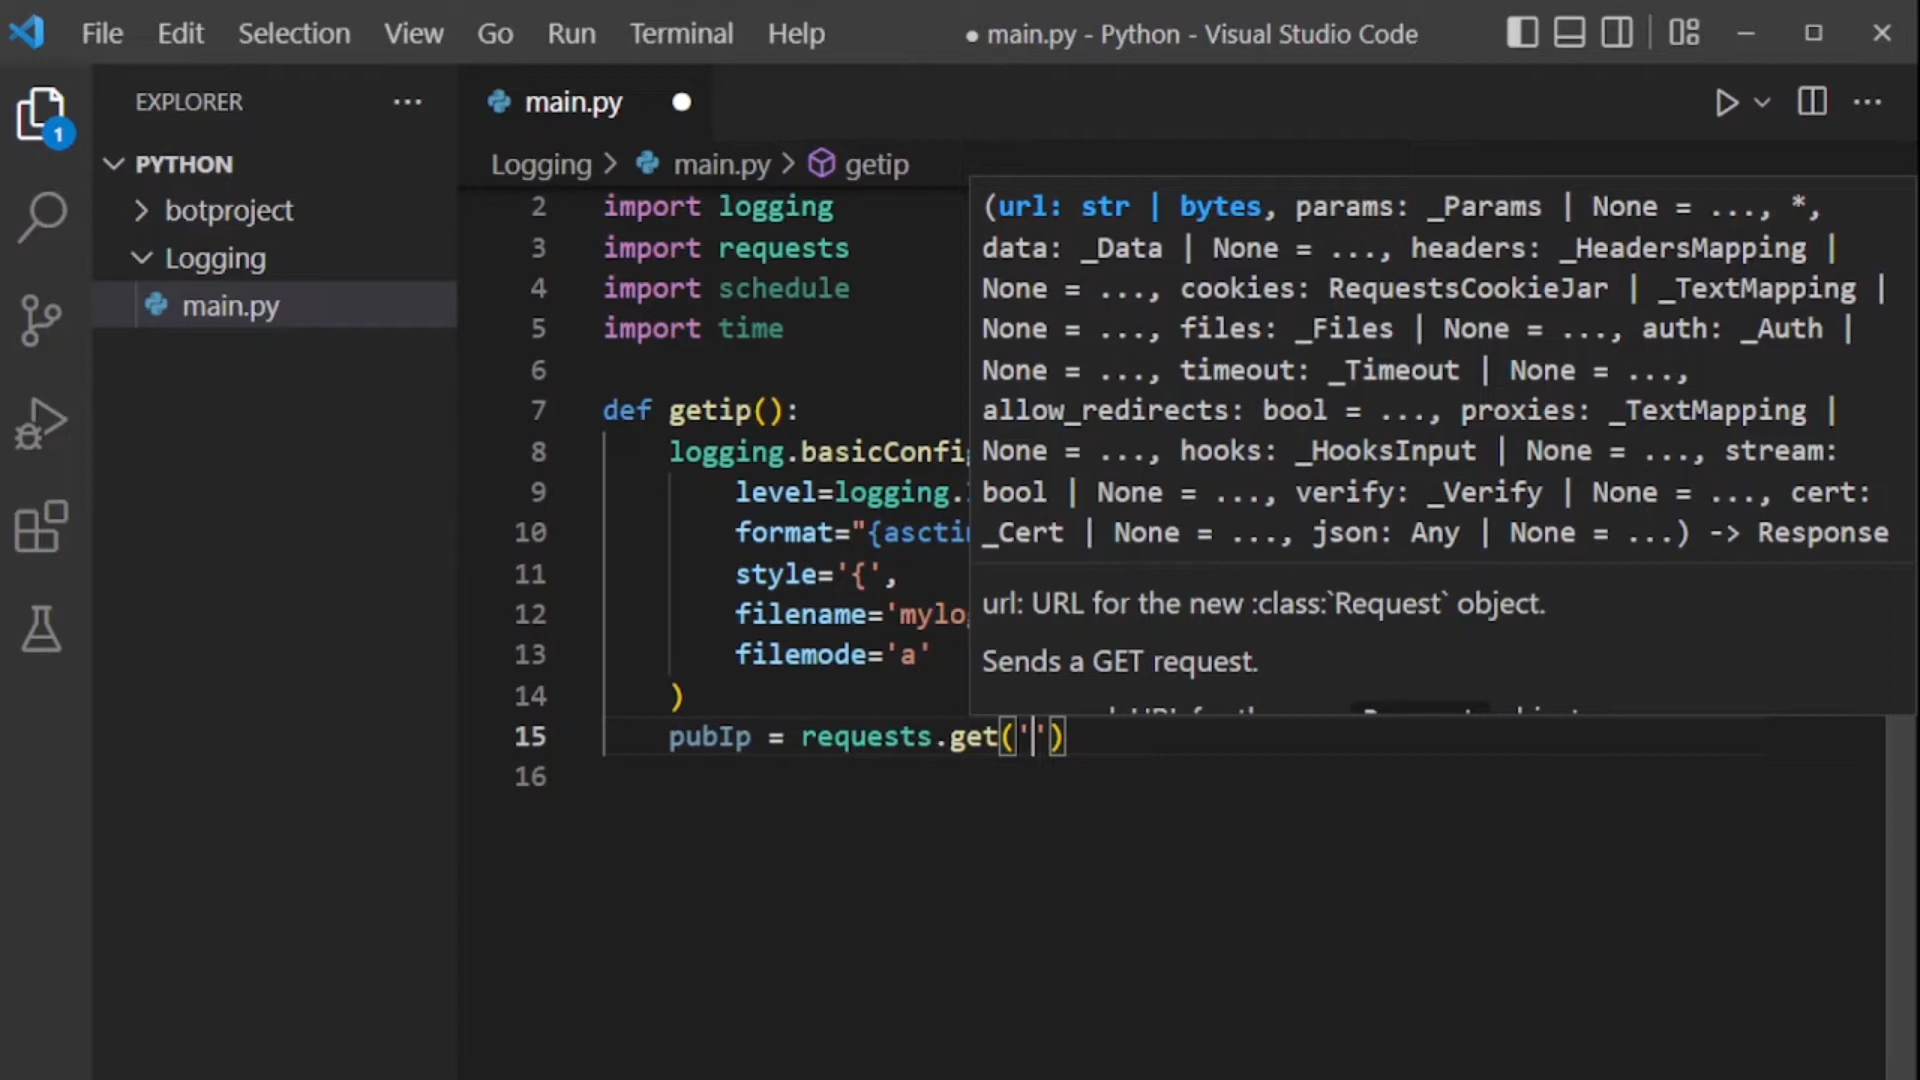 File Edit Selection View Go Run Terminal Help ● main.py - Python - Visual Studio Code
EXPLORER ...
1
PYTHON
botproject
Logging
main.py
main.py
Logging > main.py > getip
2 import logging
3 import requests
4 import schedule
5 import time
6
7 def getip():
8 logging.basicConfig
9 level=logging.
10 format="{asctim
11 style='{',
12 filename='mylog
13 filemode='a'
14 )
15 pubIp = requests.get('')
16
(url: str | bytes, params: _Params | None = ..., *,
data: _Data | None = ..., headers: _HeadersMapping |
None = ..., cookies: RequestsCookieJar | _TextMapping |
None = ..., files: _Files | None = ..., auth: _Auth |
None = ..., timeout: _Timeout | None = ...,
allow_redirects: bool = ..., proxies: _TextMapping |
None = ..., hooks: _HooksInput | None = ..., stream:
bool | None = ..., verify: _Verify | None = ..., cert:
_Cert | None = ..., json: Any | None = ...) -> Response
url: URL for the new :class:`Request` object.
Sends a GET request.